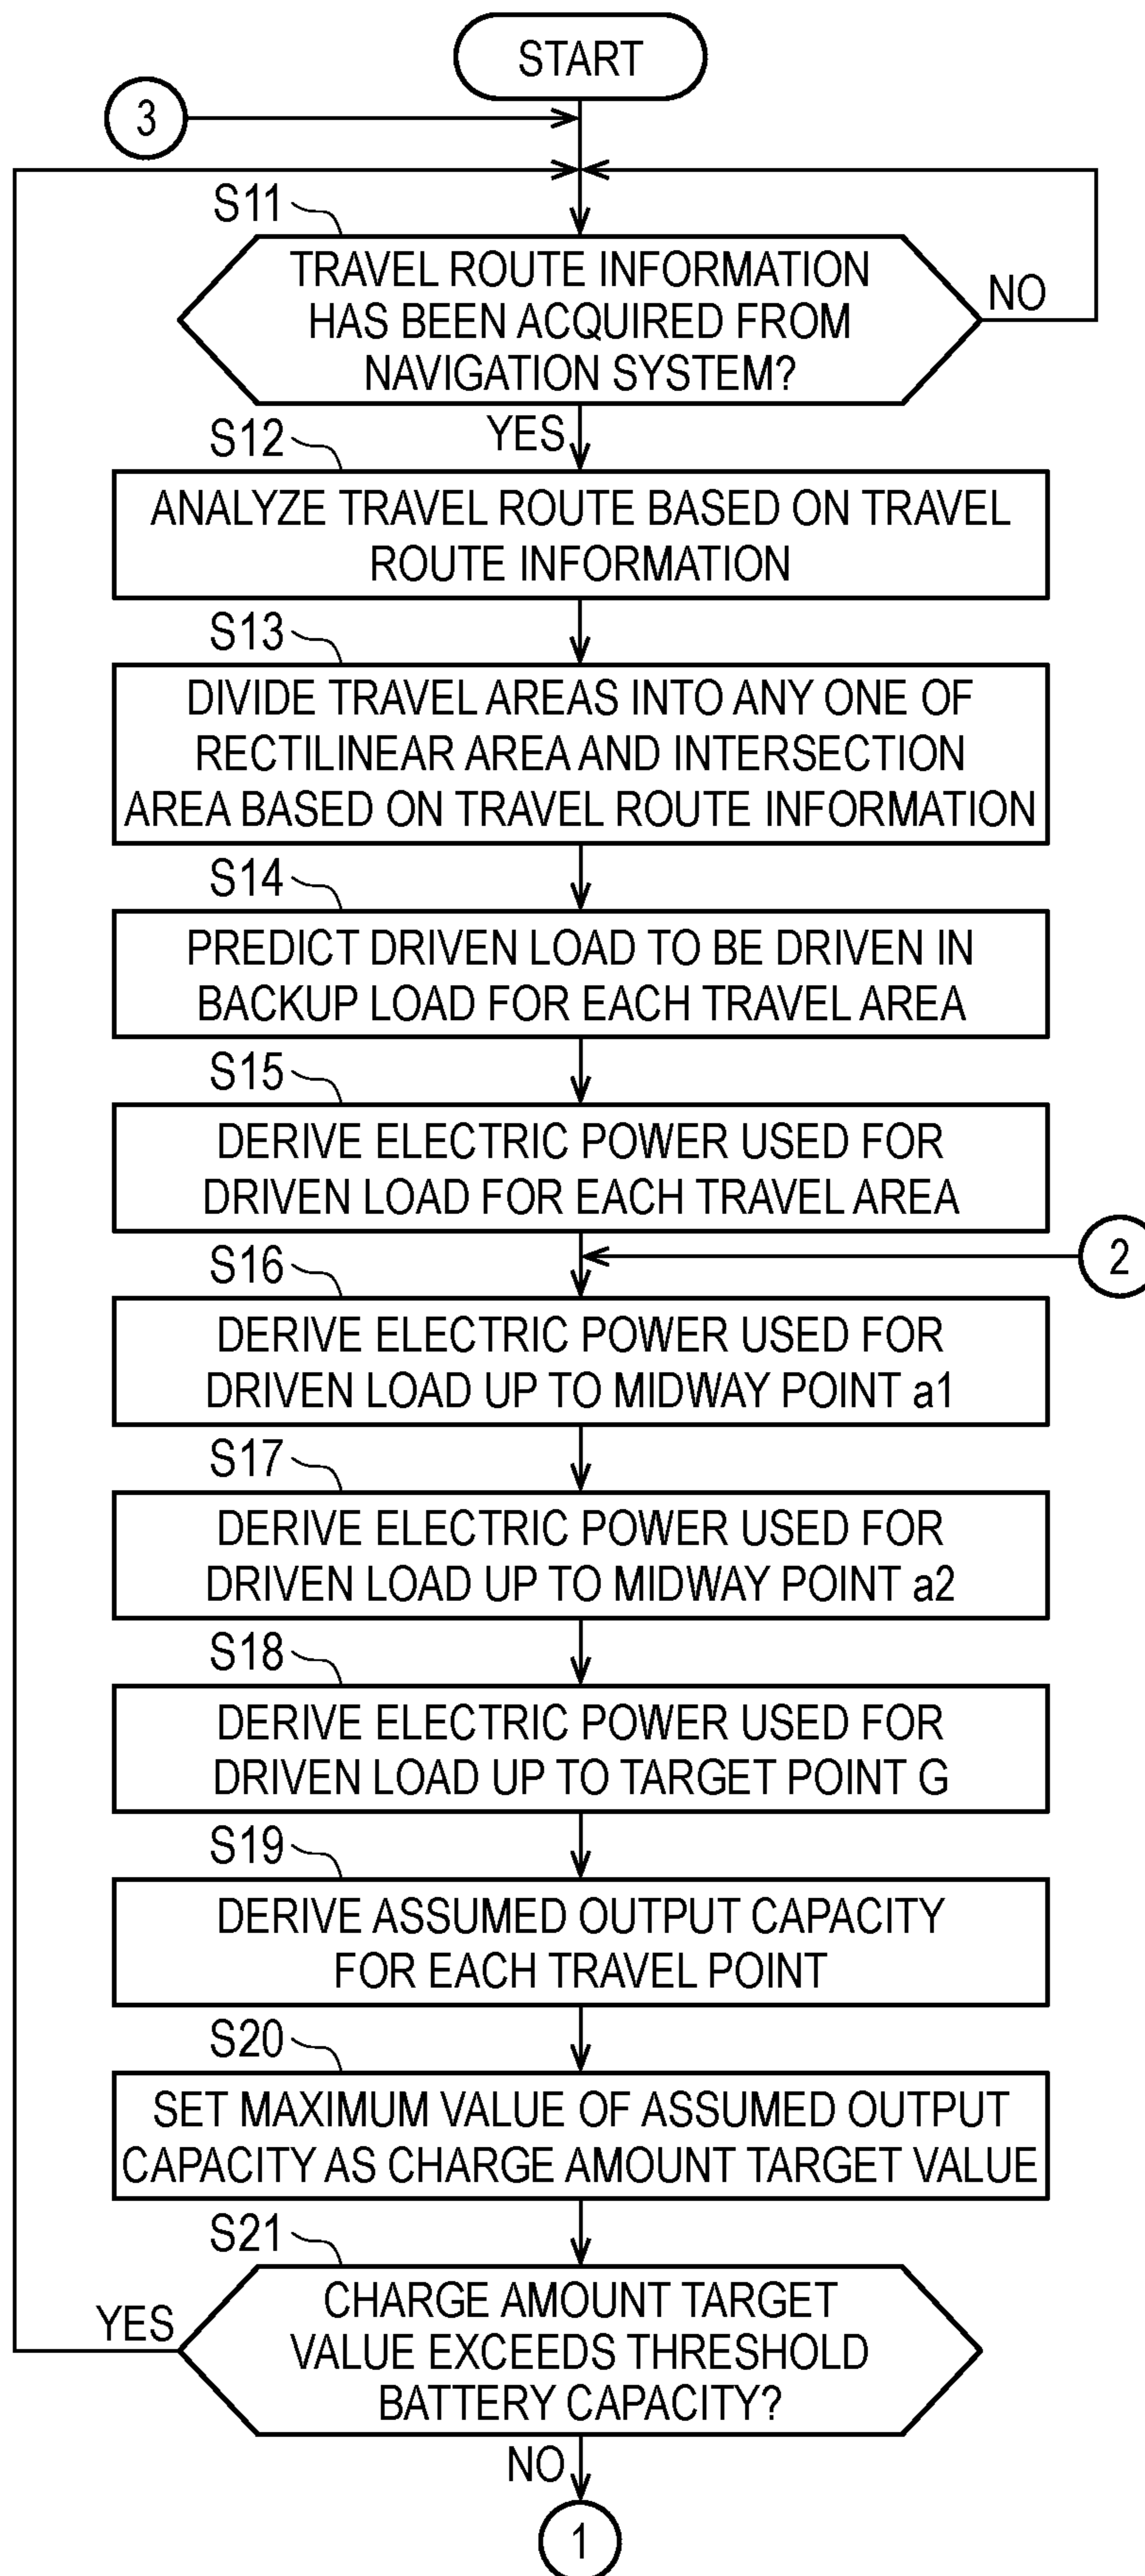 START
3
S11
TRAVEL ROUTE INFORMATION
HAS BEEN ACQUIRED FROM
NAVIGATION SYSTEM?
NO
YES
S12
ANALYZE TRAVEL ROUTE BASED ON TRAVEL
ROUTE INFORMATION
S13
DIVIDE TRAVEL AREAS INTO ANY ONE OF
RECTILINEAR AREA AND INTERSECTION
AREA BASED ON TRAVEL ROUTE INFORMATION
S14
PREDICT DRIVEN LOAD TO BE DRIVEN IN
BACKUP LOAD FOR EACH TRAVEL AREA
S15
DERIVE ELECTRIC POWER USED FOR
DRIVEN LOAD FOR EACH TRAVEL AREA
2
S16
DERIVE ELECTRIC POWER USED FOR
DRIVEN LOAD UP TO MIDWAY POINT a1
S17
DERIVE ELECTRIC POWER USED FOR
DRIVEN LOAD UP TO MIDWAY POINT a2
S18
DERIVE ELECTRIC POWER USED FOR
DRIVEN LOAD UP TO TARGET POINT G
S19
DERIVE ASSUMED OUTPUT CAPACITY
FOR EACH TRAVEL POINT
S20
SET MAXIMUM VALUE OF ASSUMED OUTPUT
CAPACITY AS CHARGE AMOUNT TARGET VALUE
S21
CHARGE AMOUNT TARGET
VALUE EXCEEDS THRESHOLD
BATTERY CAPACITY?
YES
NO
1